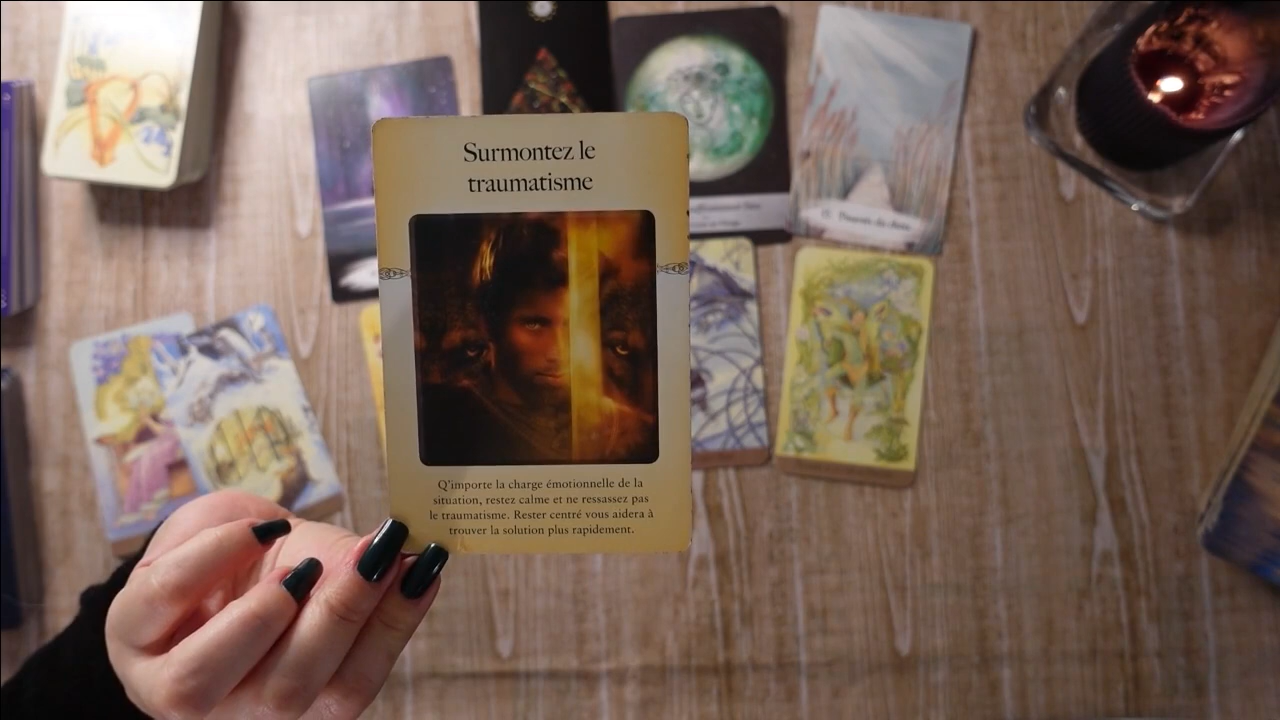 Surmontez le
traumatisme
Q'importe la charge émotionnelle de la
situation, restez calme et ne ressassez pas
le traumatisme. Rester centré vous aidera à
trouver la solution plus rapidement.